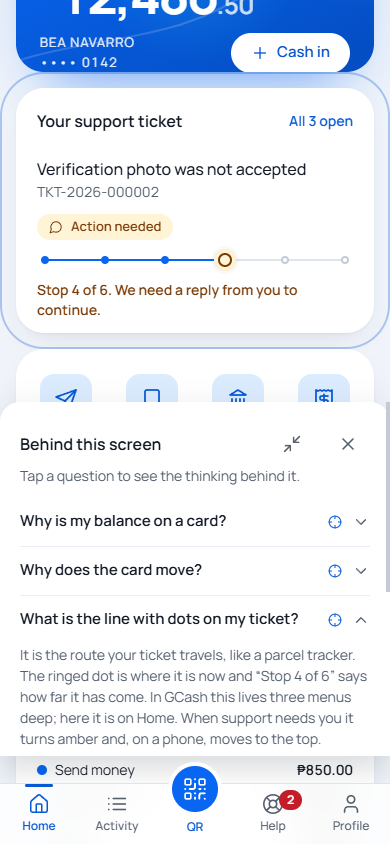 BEA NAVARRO
•••• 0142
Cash in
Your support ticket
All 3 open
Verification photo was not accepted
TKT-2026-000002
Action needed
Stop 4 of 6. We need a reply from you to
continue.
Behind this screen
Tap a question to see the thinking behind it.
Why is my balance on a card?
Why does the card move?
What is the line with dots on my ticket?
It is the route your ticket travels, like a parcel tracker.
The ringed dot is where it is now and “Stop 4 of 6” says
how far it has come. In GCash this lives three menus
deep; here it is on Home. When support needs you it
turns amber and, on a phone, moves to the top.
Send money
₱850.00
2
Home
Activity
QR
Help
Profile